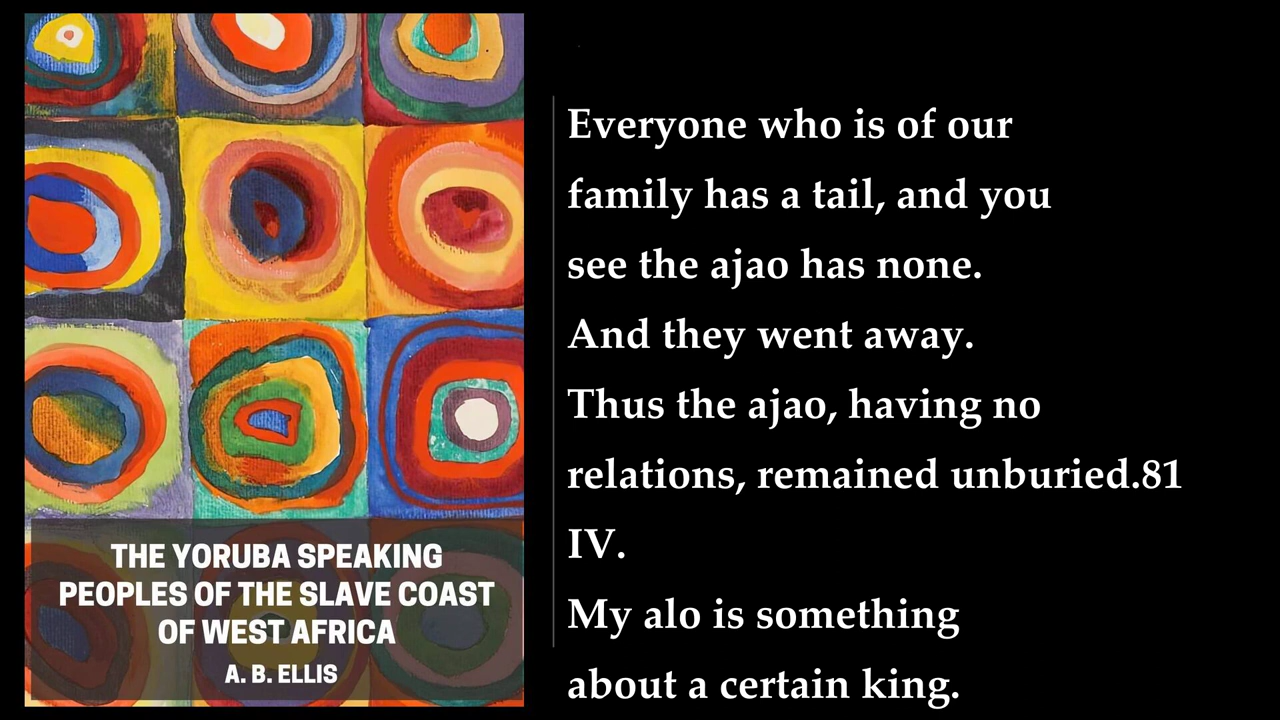 THE YORUBA SPEAKING
PEOPLES OF THE SLAVE COAST
OF WEST AFRICA
A. B. ELLIS
Everyone who is of our
family has a tail, and you
see the ajao has none.
And they went away.
Thus the ajao, having no
relations, remained unburied.81
IV.
My alo is something
about a certain king.